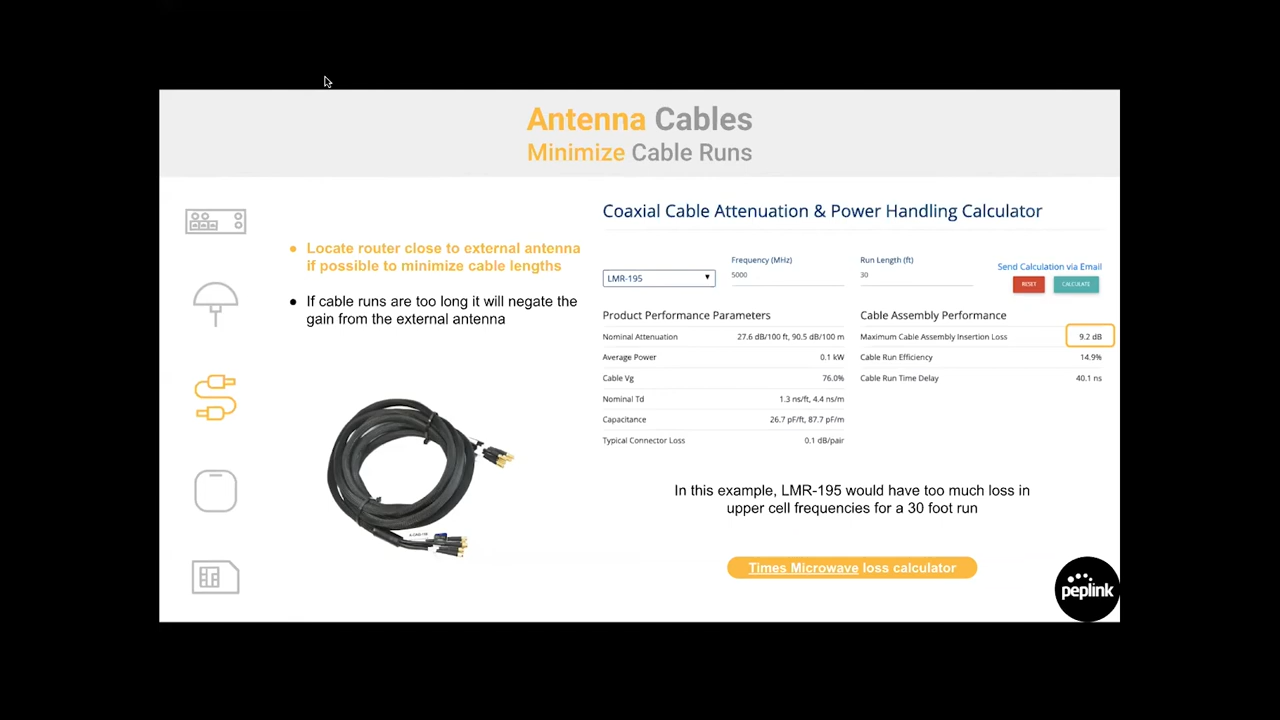 Antenna Cables
Minimize Cable Runs
● Locate router close to external antenna
if possible to minimize cable lengths
● If cable runs are too long it will negate the
gain from the external antenna
Coaxial Cable Attenuation & Power Handling Calculator
LMR-195
Frequency (MHz)
5000
Run Length (ft)
30
Send Calculation via Email
RESET
CALCULATE
Product Performance Parameters
Nominal Attenuation 27.6 dB/100 ft, 90.5 dB/100 m
Average Power 0.1 kW
Cable Vg 76.0%
Nominal Td 1.3 ns/ft, 4.4 ns/m
Capacitance 26.7 pF/ft, 87.7 pF/m
Typical Connector Loss 0.1 dB/pair
Cable Assembly Performance
Maximum Cable Assembly Insertion Loss 9.2 dB
Cable Run Efficiency 14.9%
Cable Run Time Delay 40.1 ns
In this example, LMR-195 would have too much loss in
upper cell frequencies for a 30 foot run
Times Microwave loss calculator
peplink